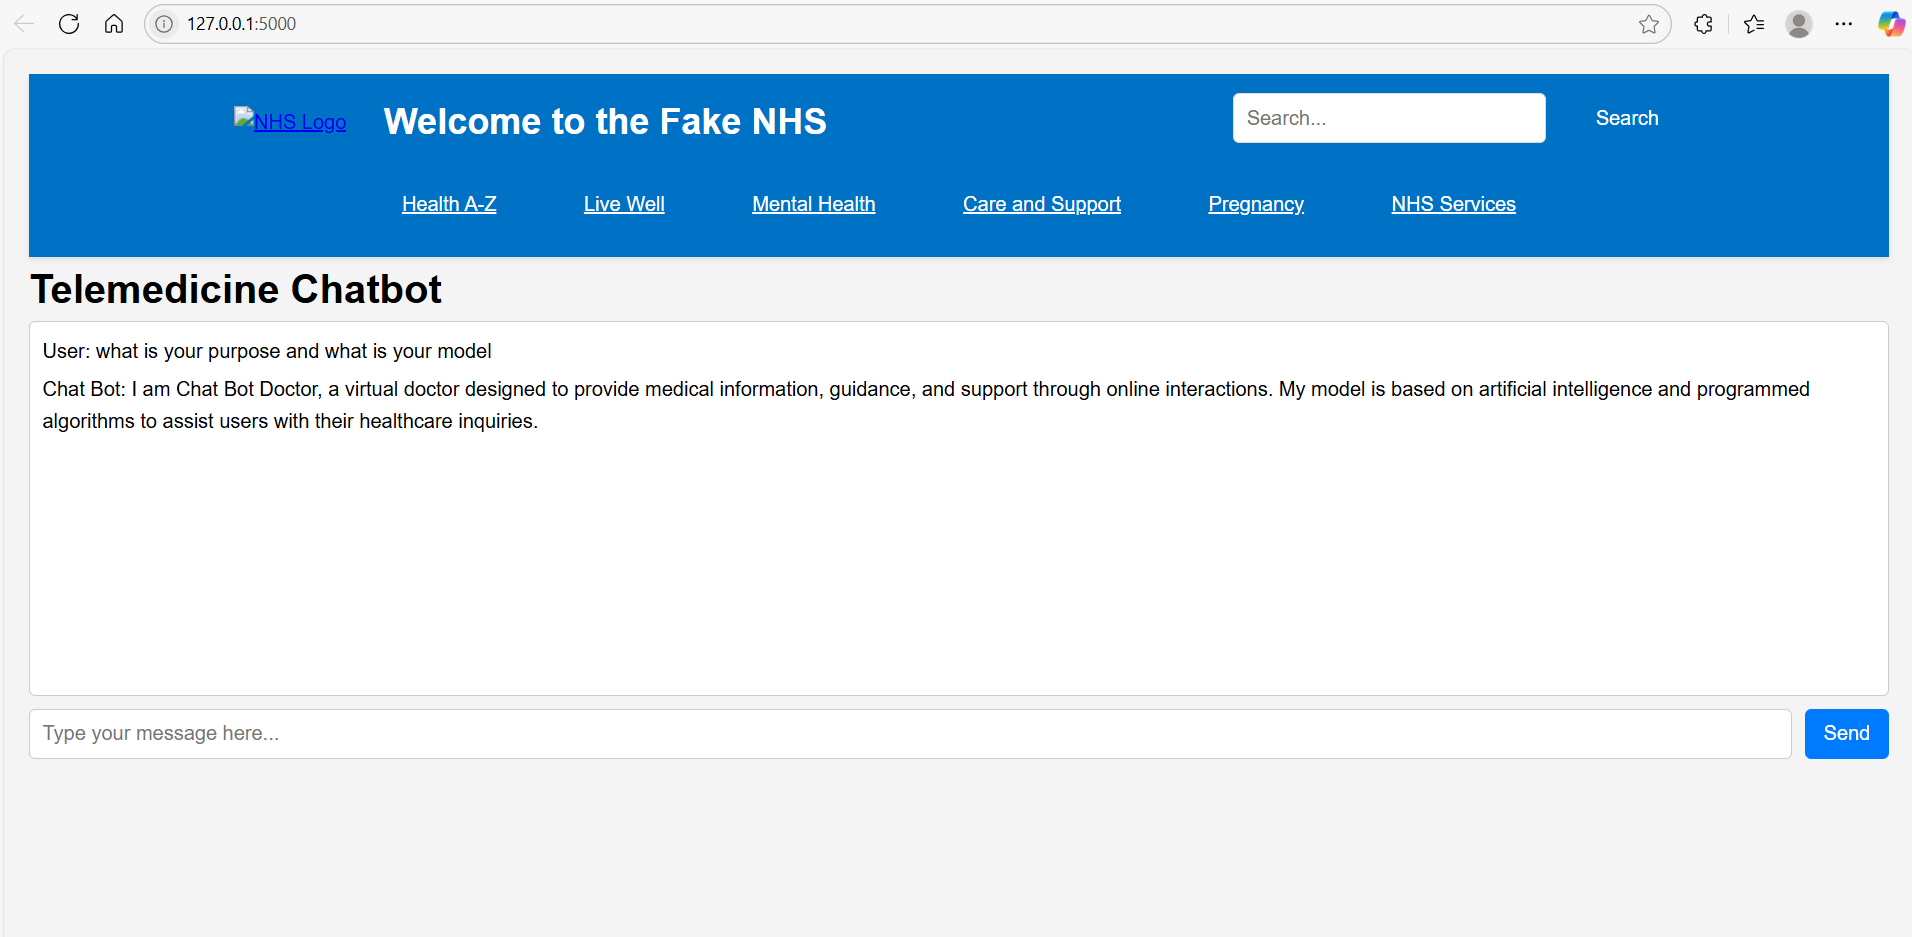 127.0.0.1:5000
NHS Logo
Welcome to the Fake NHS
Search...
Search
Health A-Z
Live Well
Mental Health
Care and Support
Pregnancy
NHS Services
Telemedicine Chatbot
User: what is your purpose and what is your model
Chat Bot: I am Chat Bot Doctor, a virtual doctor designed to provide medical information, guidance, and support through online interactions. My model is based on artificial intelligence and programmed
algorithms to assist users with their healthcare inquiries.
Type your message here...
Send